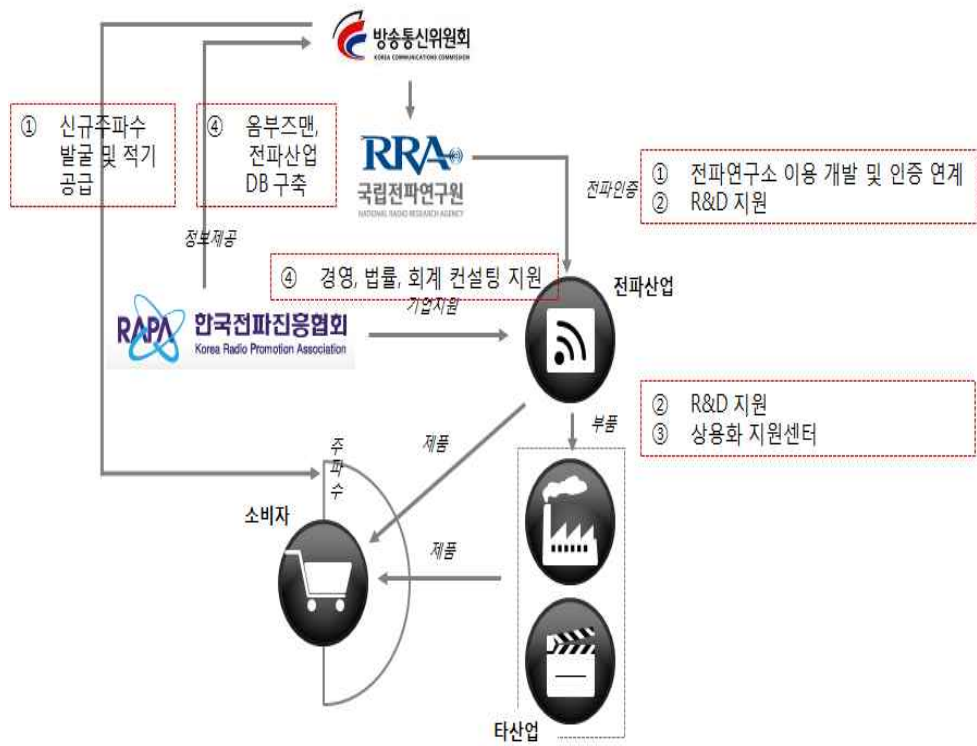 방송통신위원회
KOREA COMMUNICATIONS COMMISSION
① 신규주파수
발굴 및 적기
공급
④ 옴부즈맨,
전파산업
DB 구축
RRA
국립전파연구원
NATIONAL RADIO RESEARCH AGENCY
전파인증
① 전파연구소 이용 개발 및 인증 연계
② R&D 지원
정보제공
④ 경영, 법률, 회계 컨설팅 지원
기업지원
전파산업
RAPA 한국전파진흥협회
Korea Radio Promotion Association
② R&D 지원
③ 상용화 지원센터
부품
제품
주
파
수
소비자
제품
타산업